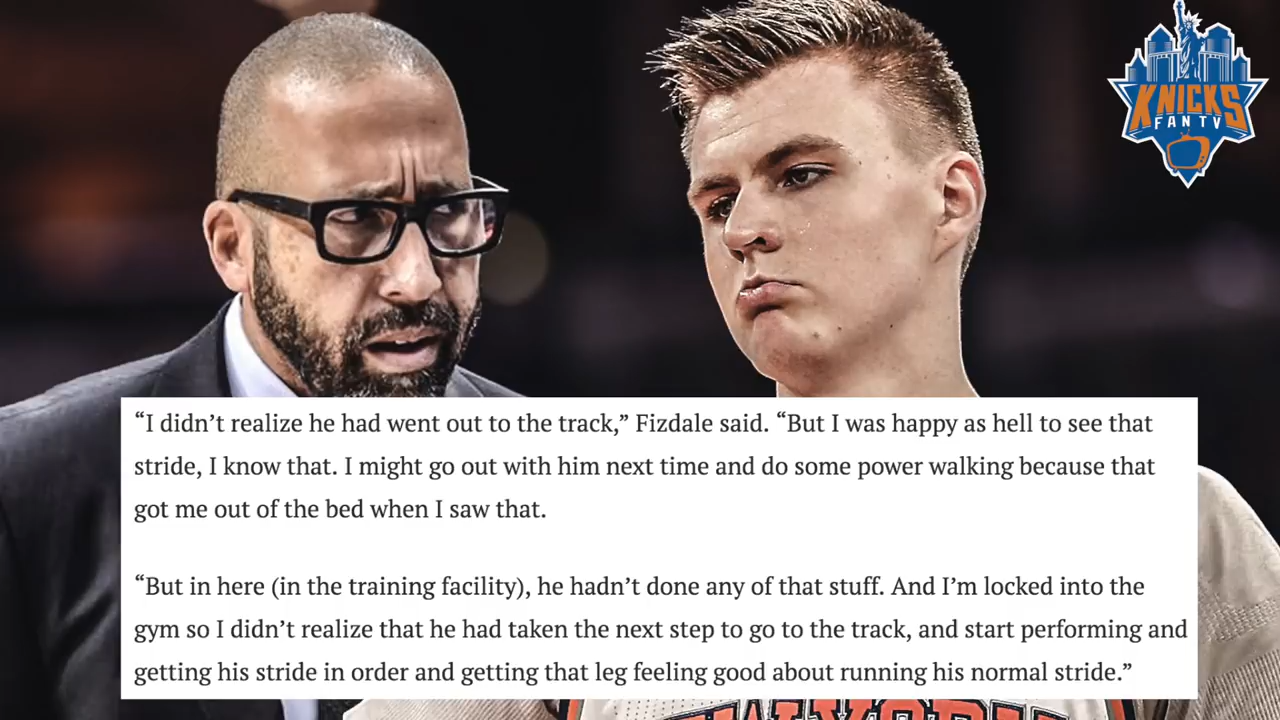 KNICKS
FAN TV
“I didn’t realize he had went out to the track,” Fizdale said. “But I was happy as hell to see that
stride, I know that. I might go out with him next time and do some power walking because that
got me out of the bed when I saw that.
“But in here (in the training facility), he hadn’t done any of that stuff. And I’m locked into the
gym so I didn’t realize that he had taken the next step to go to the track, and start performing and
getting his stride in order and getting that leg feeling good about running his normal stride.”